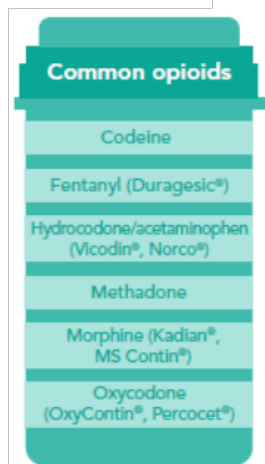 Common opioids
Codeine
Fentanyl (Duragesic®)
Hydrocodone/acetaminophen
(Vicodin®, Norco®)
Methadone
Morphine (Kadian®,
MS Contin®)
Oxycodone
(OxyContin®, Percocet®)